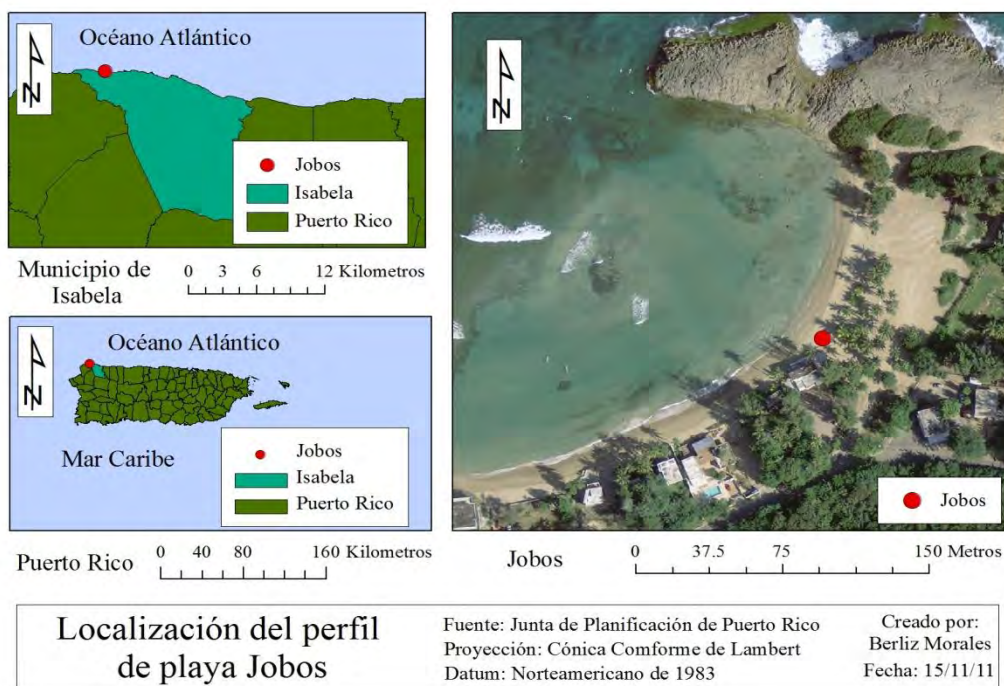 Océano Atlántico
N
Jobos
Isabela
Puerto Rico
Municipio de
Isabela
0 3 6 12 Kilometros
Océano Atlántico
N
Mar Caribe
Jobos
Isabela
Puerto Rico
Puerto Rico
0 40 80 160 Kilometros
N
Jobos
Jobos
0 37.5 75 150 Metros
Localización del perfil
de playa Jobos
Fuente: Junta de Planificación de Puerto Rico
Proyección: Cónica Comforme de Lambert
Datum: Norteamericano de 1983
Creado por:
Berliz Morales
Fecha: 15/11/11